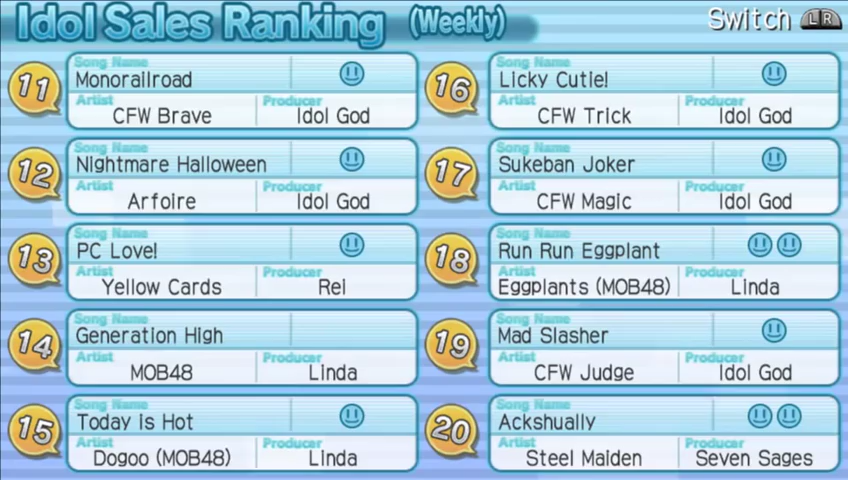 Idol Sales Ranking (Weekly) Switch L R
11 Song Name
Monorailroad
Artist Producer
CFW Brave Idol God
12 Song Name
Nightmare Halloween
Artist Producer
Arfoire Idol God
13 Song Name
PC Love!
Artist Producer
Yellow Cards Rei
14 Song Name
Generation High
Artist Producer
MOB48 Linda
15 Song Name
Today is Hot
Artist Producer
Dogoo (MOB48) Linda
16 Song Name
Licky Cutie!
Artist Producer
CFW Trick Idol God
17 Song Name
Sukeban Joker
Artist Producer
CFW Magic Idol God
18 Song Name
Run Run Eggplant
Artist Producer
Eggplants (MOB48) Linda
19 Song Name
Mad Slasher
Artist Producer
CFW Judge Idol God
20 Song Name
Ackshually
Artist Producer
Steel Maiden Seven Sages